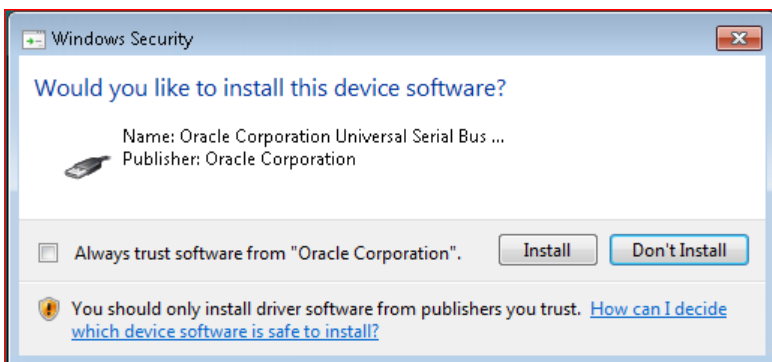 Windows Security
Would you like to install this device software?
Name: Oracle Corporation Universal Serial Bus ...
Publisher: Oracle Corporation
Always trust software from "Oracle Corporation".
Install
Don't Install
You should only install driver software from publishers you trust. How can I decide
which device software is safe to install?